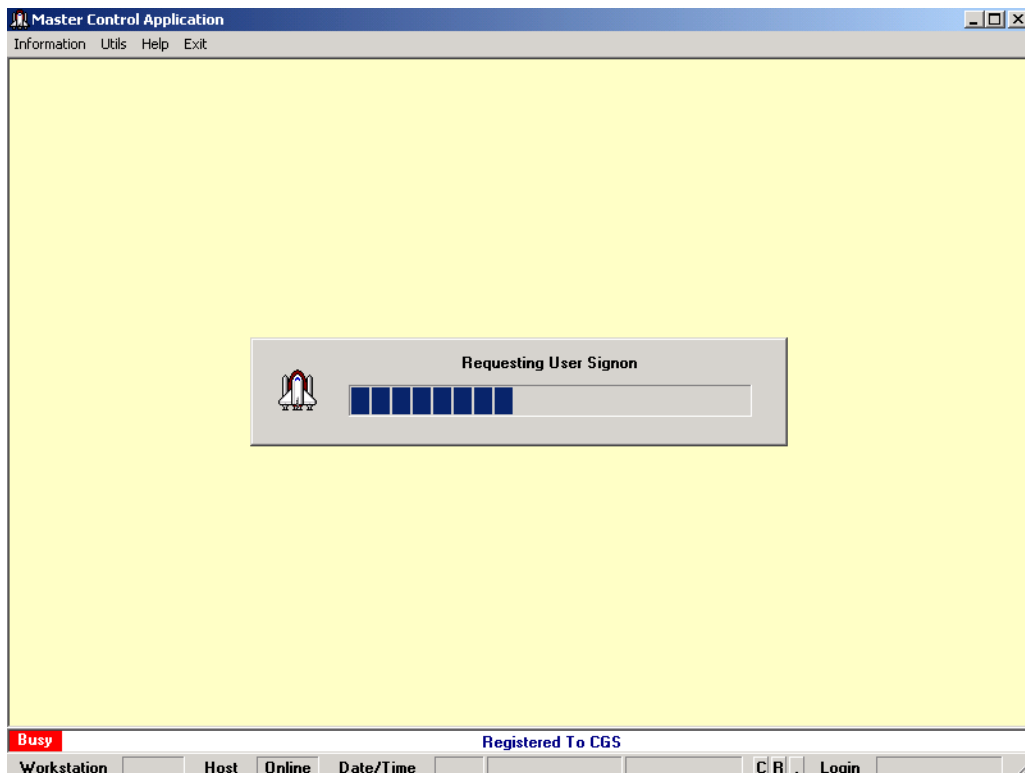 Master Control Application
Information Utils Help Exit
Requesting User Signon
Busy Registered To CGS
Workstation Host Online Date/Time C R . Login